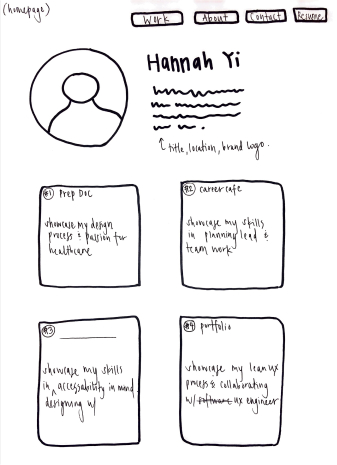 (homepage)
Work About Contact Resume
Hannah Yi
title, location, brand logo.
#1 Prep Doc
showcase my design
process & passion for
healthcare
#2 career cafe
showcase my skills
in planning lead &
team work
#3
showcase my skills
in ^ accessability in mind
designing w/
#4 portfolio
showcase my lean ux
process & collaborating
w/ software ux engineer